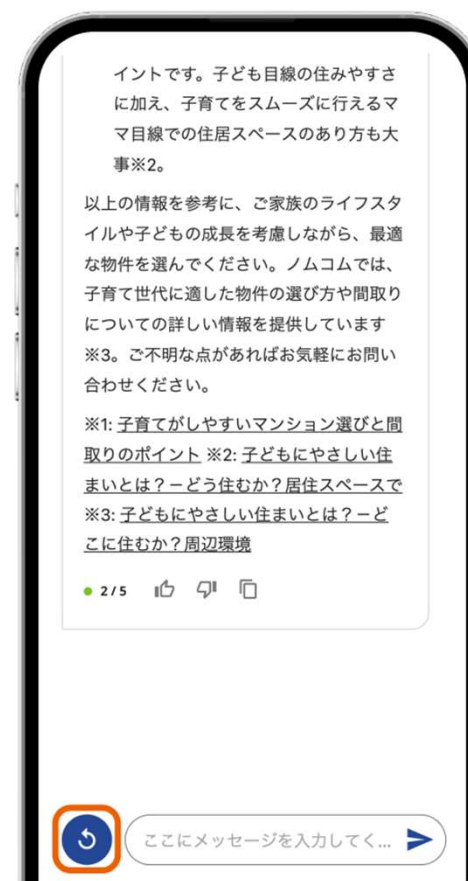 イントです。子ども目線の住みやすさ
に加え、子育てをスムーズに行えるマ
マ目線での住居スペースのあり方も大
事※2。
以上の情報を参考に、ご家族のライフスタ
イルや子どもの成長を考慮しながら、最適
な物件を選んでください。ノムコムでは、
子育て世代に適した物件の選び方や間取り
についての詳しい情報を提供しています
※3。ご不明な点があればお気軽にお問い
合わせください。
※1: 子育てがしやすいマンション選びと間
取りのポイント ※2: 子どもにやさしい住
まいとは？－どう住むか？居住スペースで
※3: 子どもにやさしい住まいとは？－ど
こに住むか？周辺環境
2/5
ここにメッセージを入力してく...